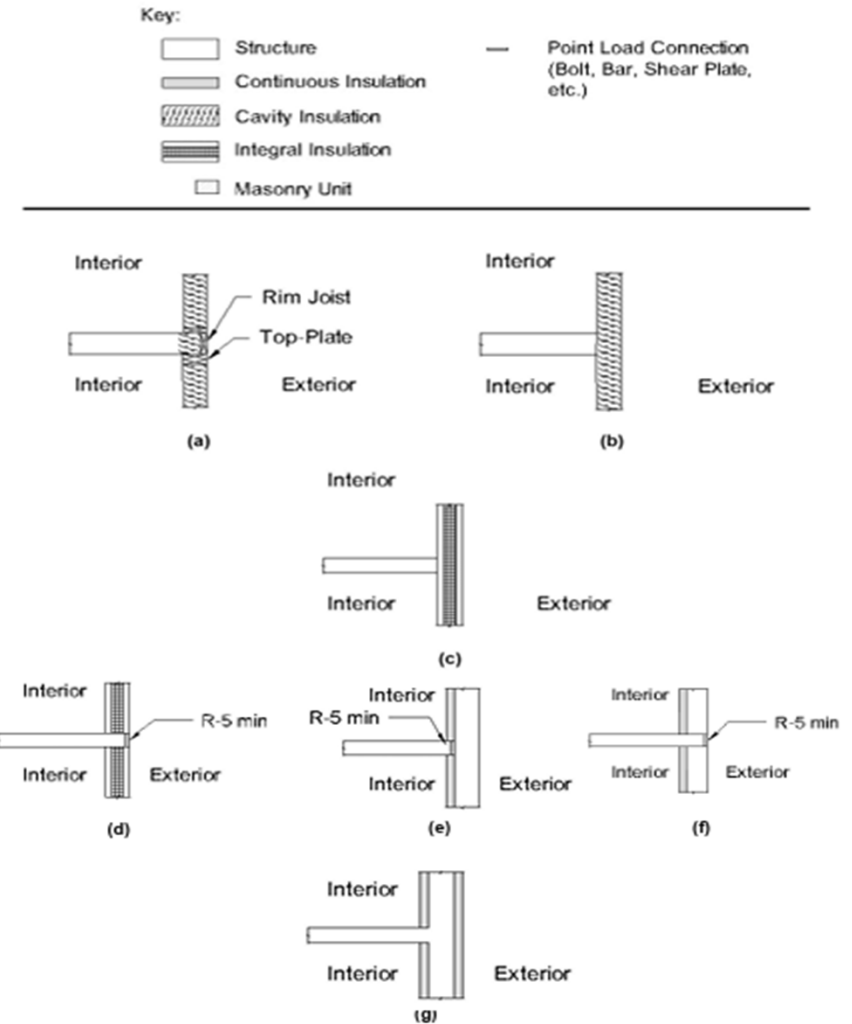 Key:
Structure
Continuous Insulation
Cavity Insulation
Integral Insulation
Masonry Unit
Point Load Connection
(Bolt, Bar, Shear Plate,
etc.)
Interior
Rim Joist
Top-Plate
Interior
Exterior
(a)
Interior
Interior
Exterior
(b)
Interior
Interior
Exterior
(c)
Interior
R-5 min
Interior
Exterior
(d)
Interior
R-5 min
Interior
Exterior
(e)
Interior
R-5 min
Interior
Exterior
(f)
Interior
Interior
Exterior
(g)